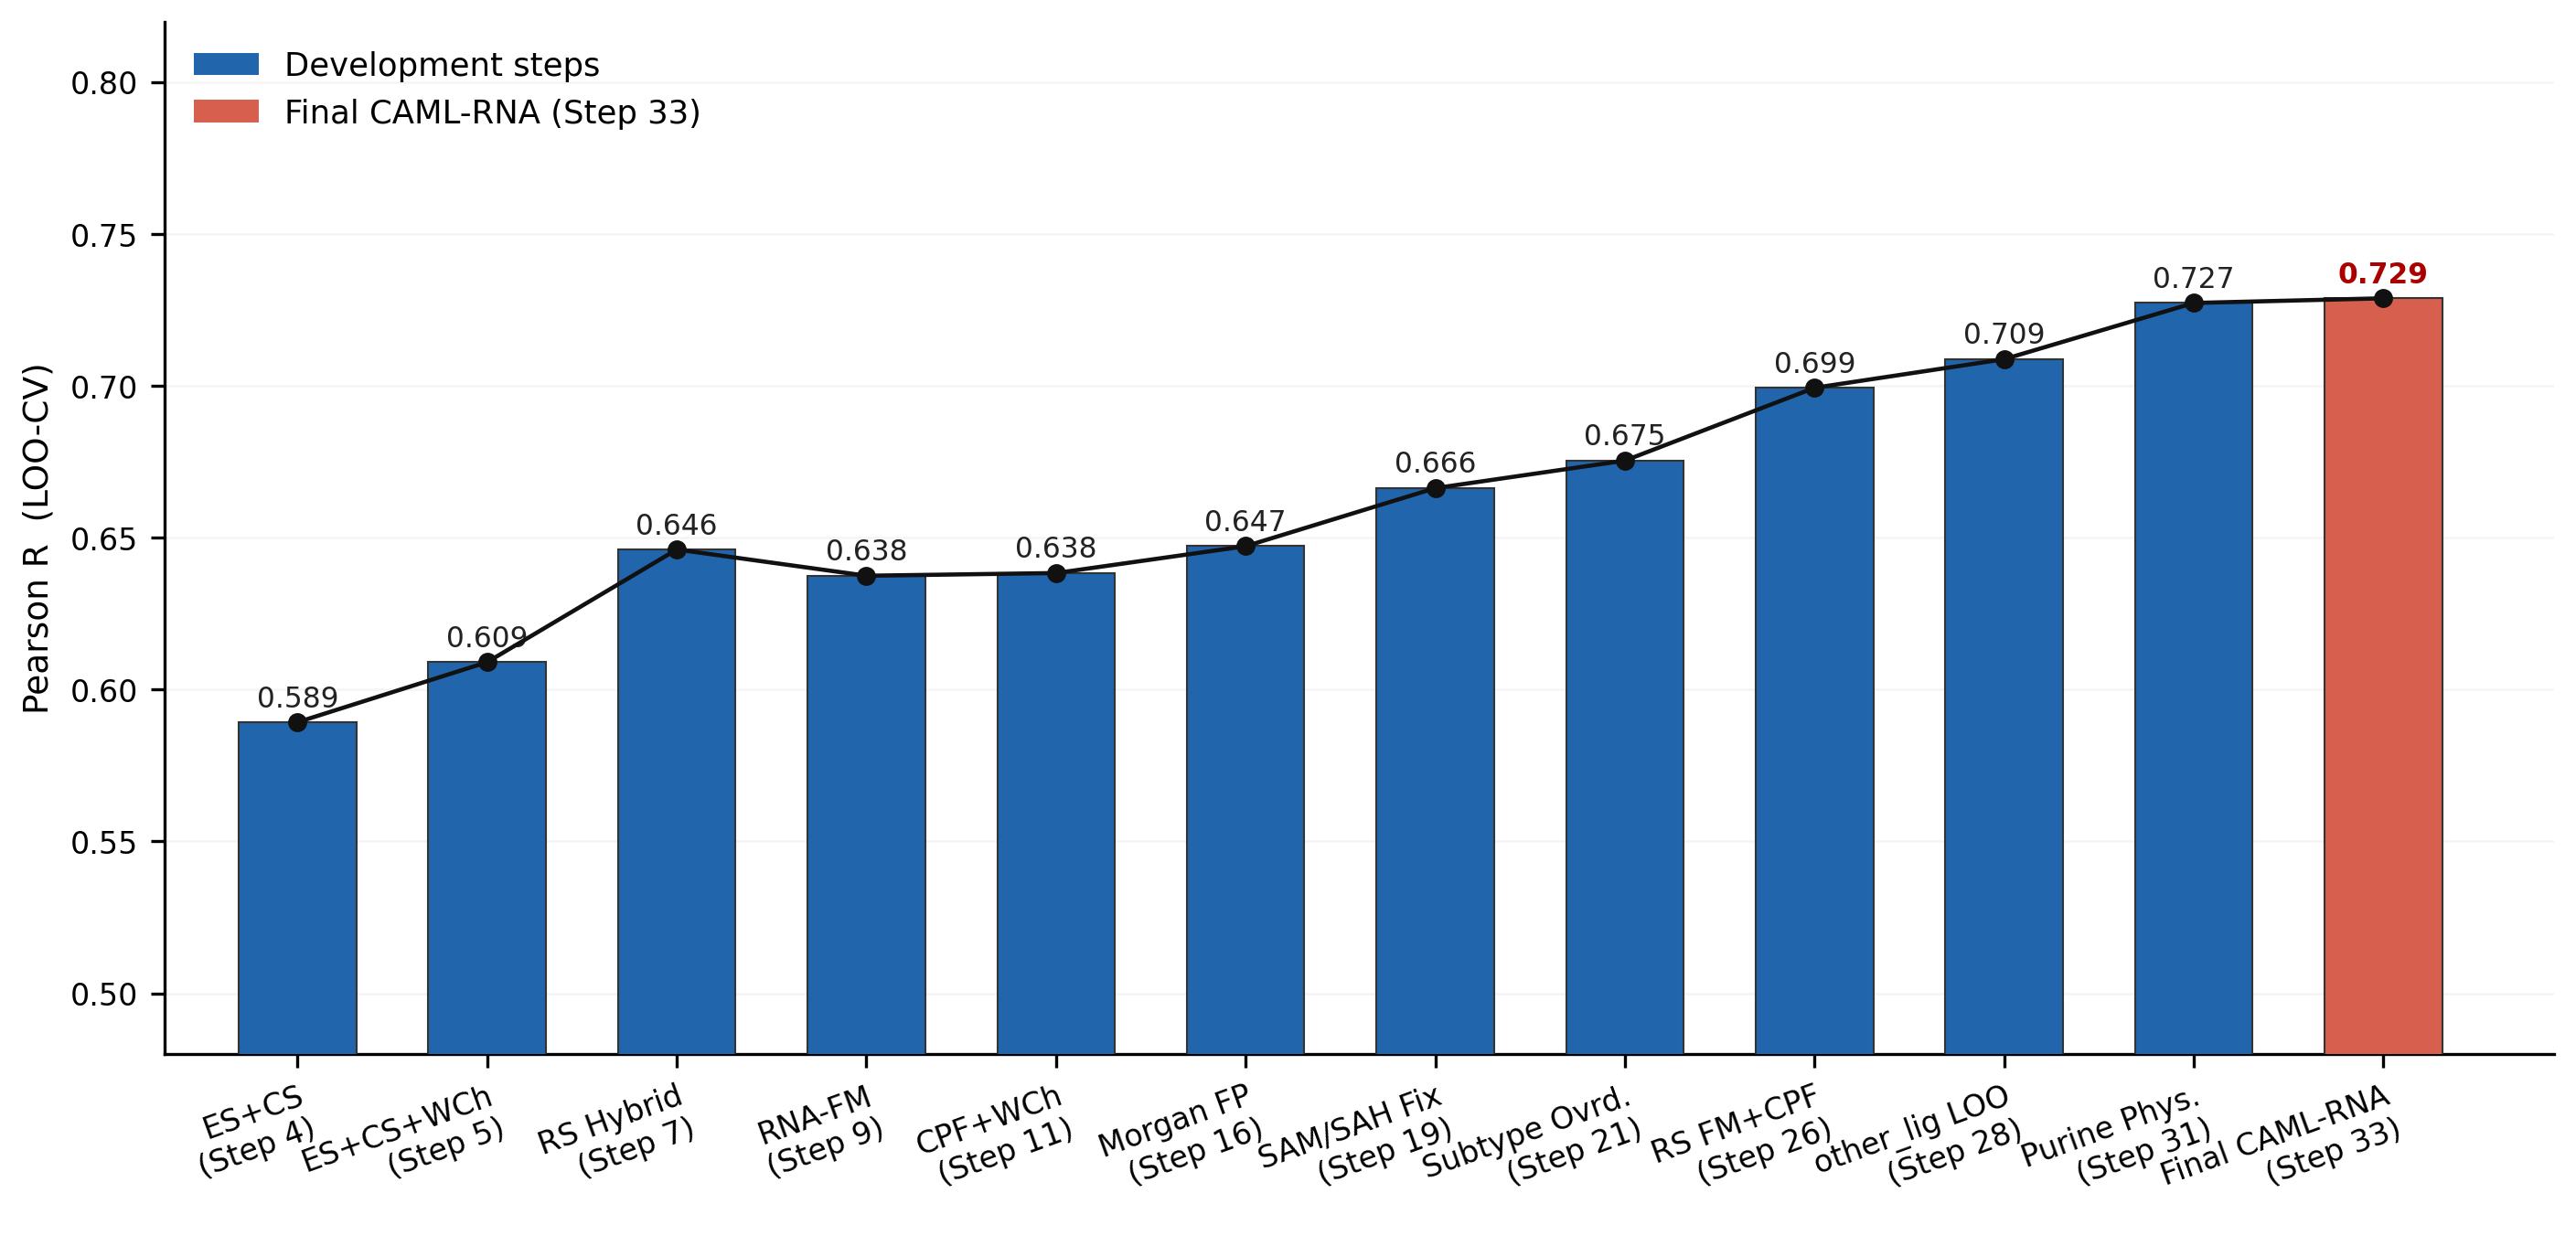 Development steps
Final CAML-RNA (Step 33)
Pearson R (LOO-CV)
0.80
0.75
0.70
0.65
0.60
0.55
0.50
0.589
0.609
0.646
0.638
0.638
0.647
0.666
0.675
0.699
0.709
0.727
0.729
ES+CS
(Step 4)
ES+CS+WCh
(Step 5)
RS Hybrid
(Step 7)
RNA-FM
(Step 9)
CPF+WCh
(Step 11)
Morgan FP
(Step 16)
SAM/SAH Fix
(Step 19)
Subtype Ovrd.
(Step 21)
RS FM+CPF
(Step 26)
other_lig LOO
(Step 28)
Purine Phys.
(Step 31)
Final CAML-RNA
(Step 33)